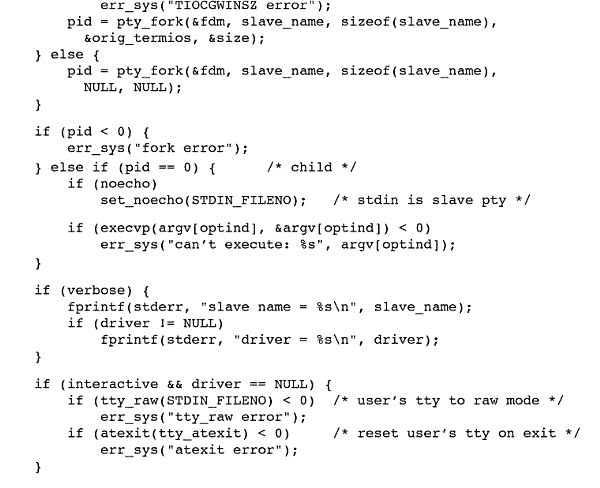 err_sys("TIOCGWINSZ error");
    pid = pty_fork(&fdm, slave_name, sizeof(slave_name),
      &orig_termios, &size);
} else {
    pid = pty_fork(&fdm, slave_name, sizeof(slave_name),
      NULL, NULL);
}

if (pid < 0) {
    err_sys("fork error");
} else if (pid == 0) {      /* child */
    if (noecho)
        set_noecho(STDIN_FILENO);   /* stdin is slave pty */

    if (execvp(argv[optind], &argv[optind]) < 0)
        err_sys("can't execute: %s", argv[optind]);
}

if (verbose) {
    fprintf(stderr, "slave name = %s\n", slave_name);
    if (driver != NULL)
        fprintf(stderr, "driver = %s\n", driver);
}

if (interactive && driver == NULL) {
    if (tty_raw(STDIN_FILENO) < 0)  /* user's tty to raw mode */
        err_sys("tty_raw error");
    if (atexit(tty_atexit) < 0)     /* reset user's tty on exit */
        err_sys("atexit error");
}